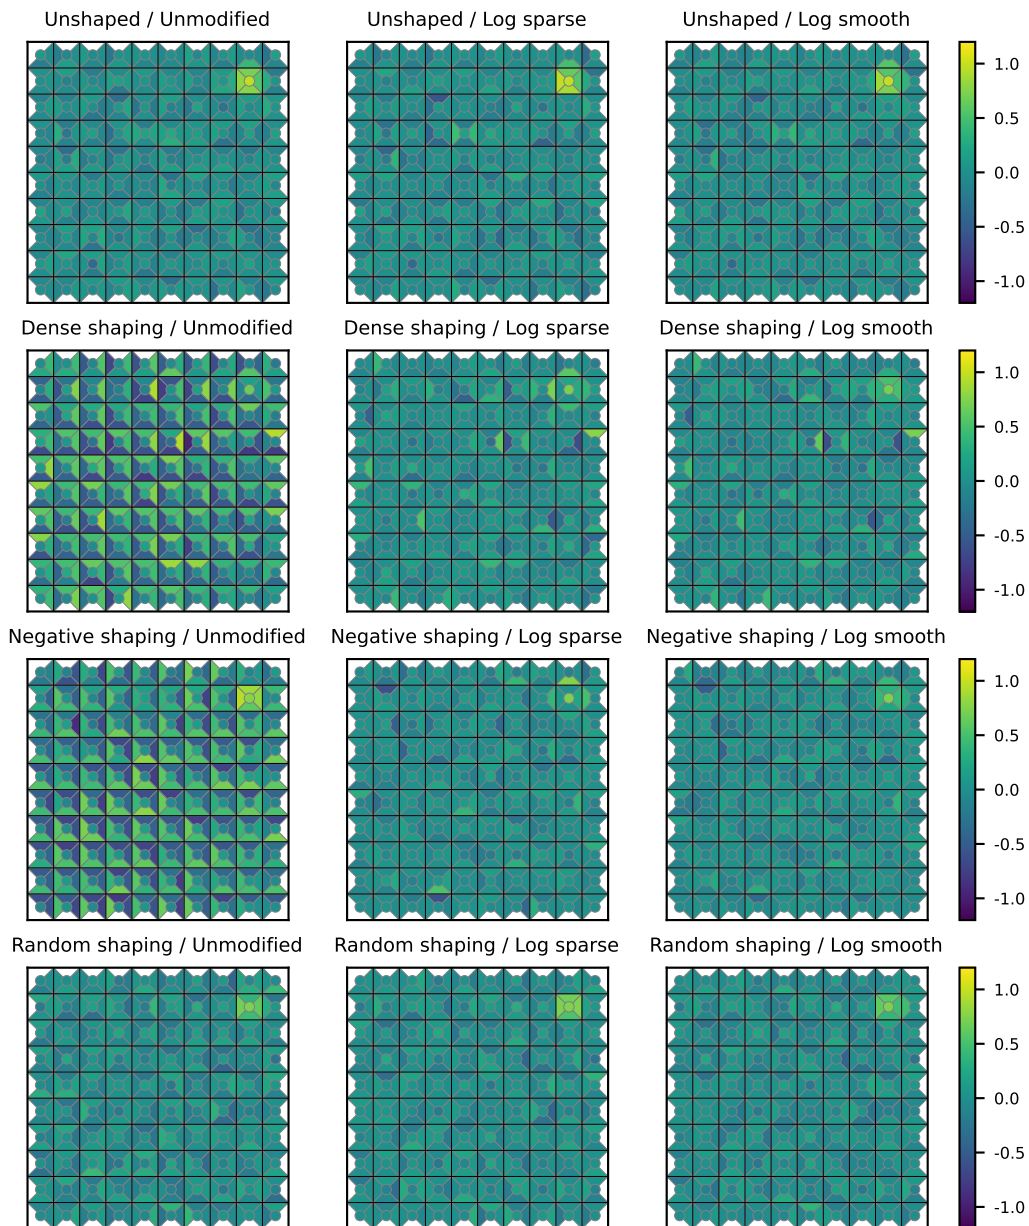 Unshaped / Unmodified
Unshaped / Log sparse
Unshaped / Log smooth
1.0
0.5
0.0
-0.5
-1.0
Dense shaping / Unmodified
Dense shaping / Log sparse
Dense shaping / Log smooth
1.0
0.5
0.0
-0.5
-1.0
Negative shaping / Unmodified
Negative shaping / Log sparse
Negative shaping / Log smooth
1.0
0.5
0.0
-0.5
-1.0
Random shaping / Unmodified
Random shaping / Log sparse
Random shaping / Log smooth
1.0
0.5
0.0
-0.5
-1.0